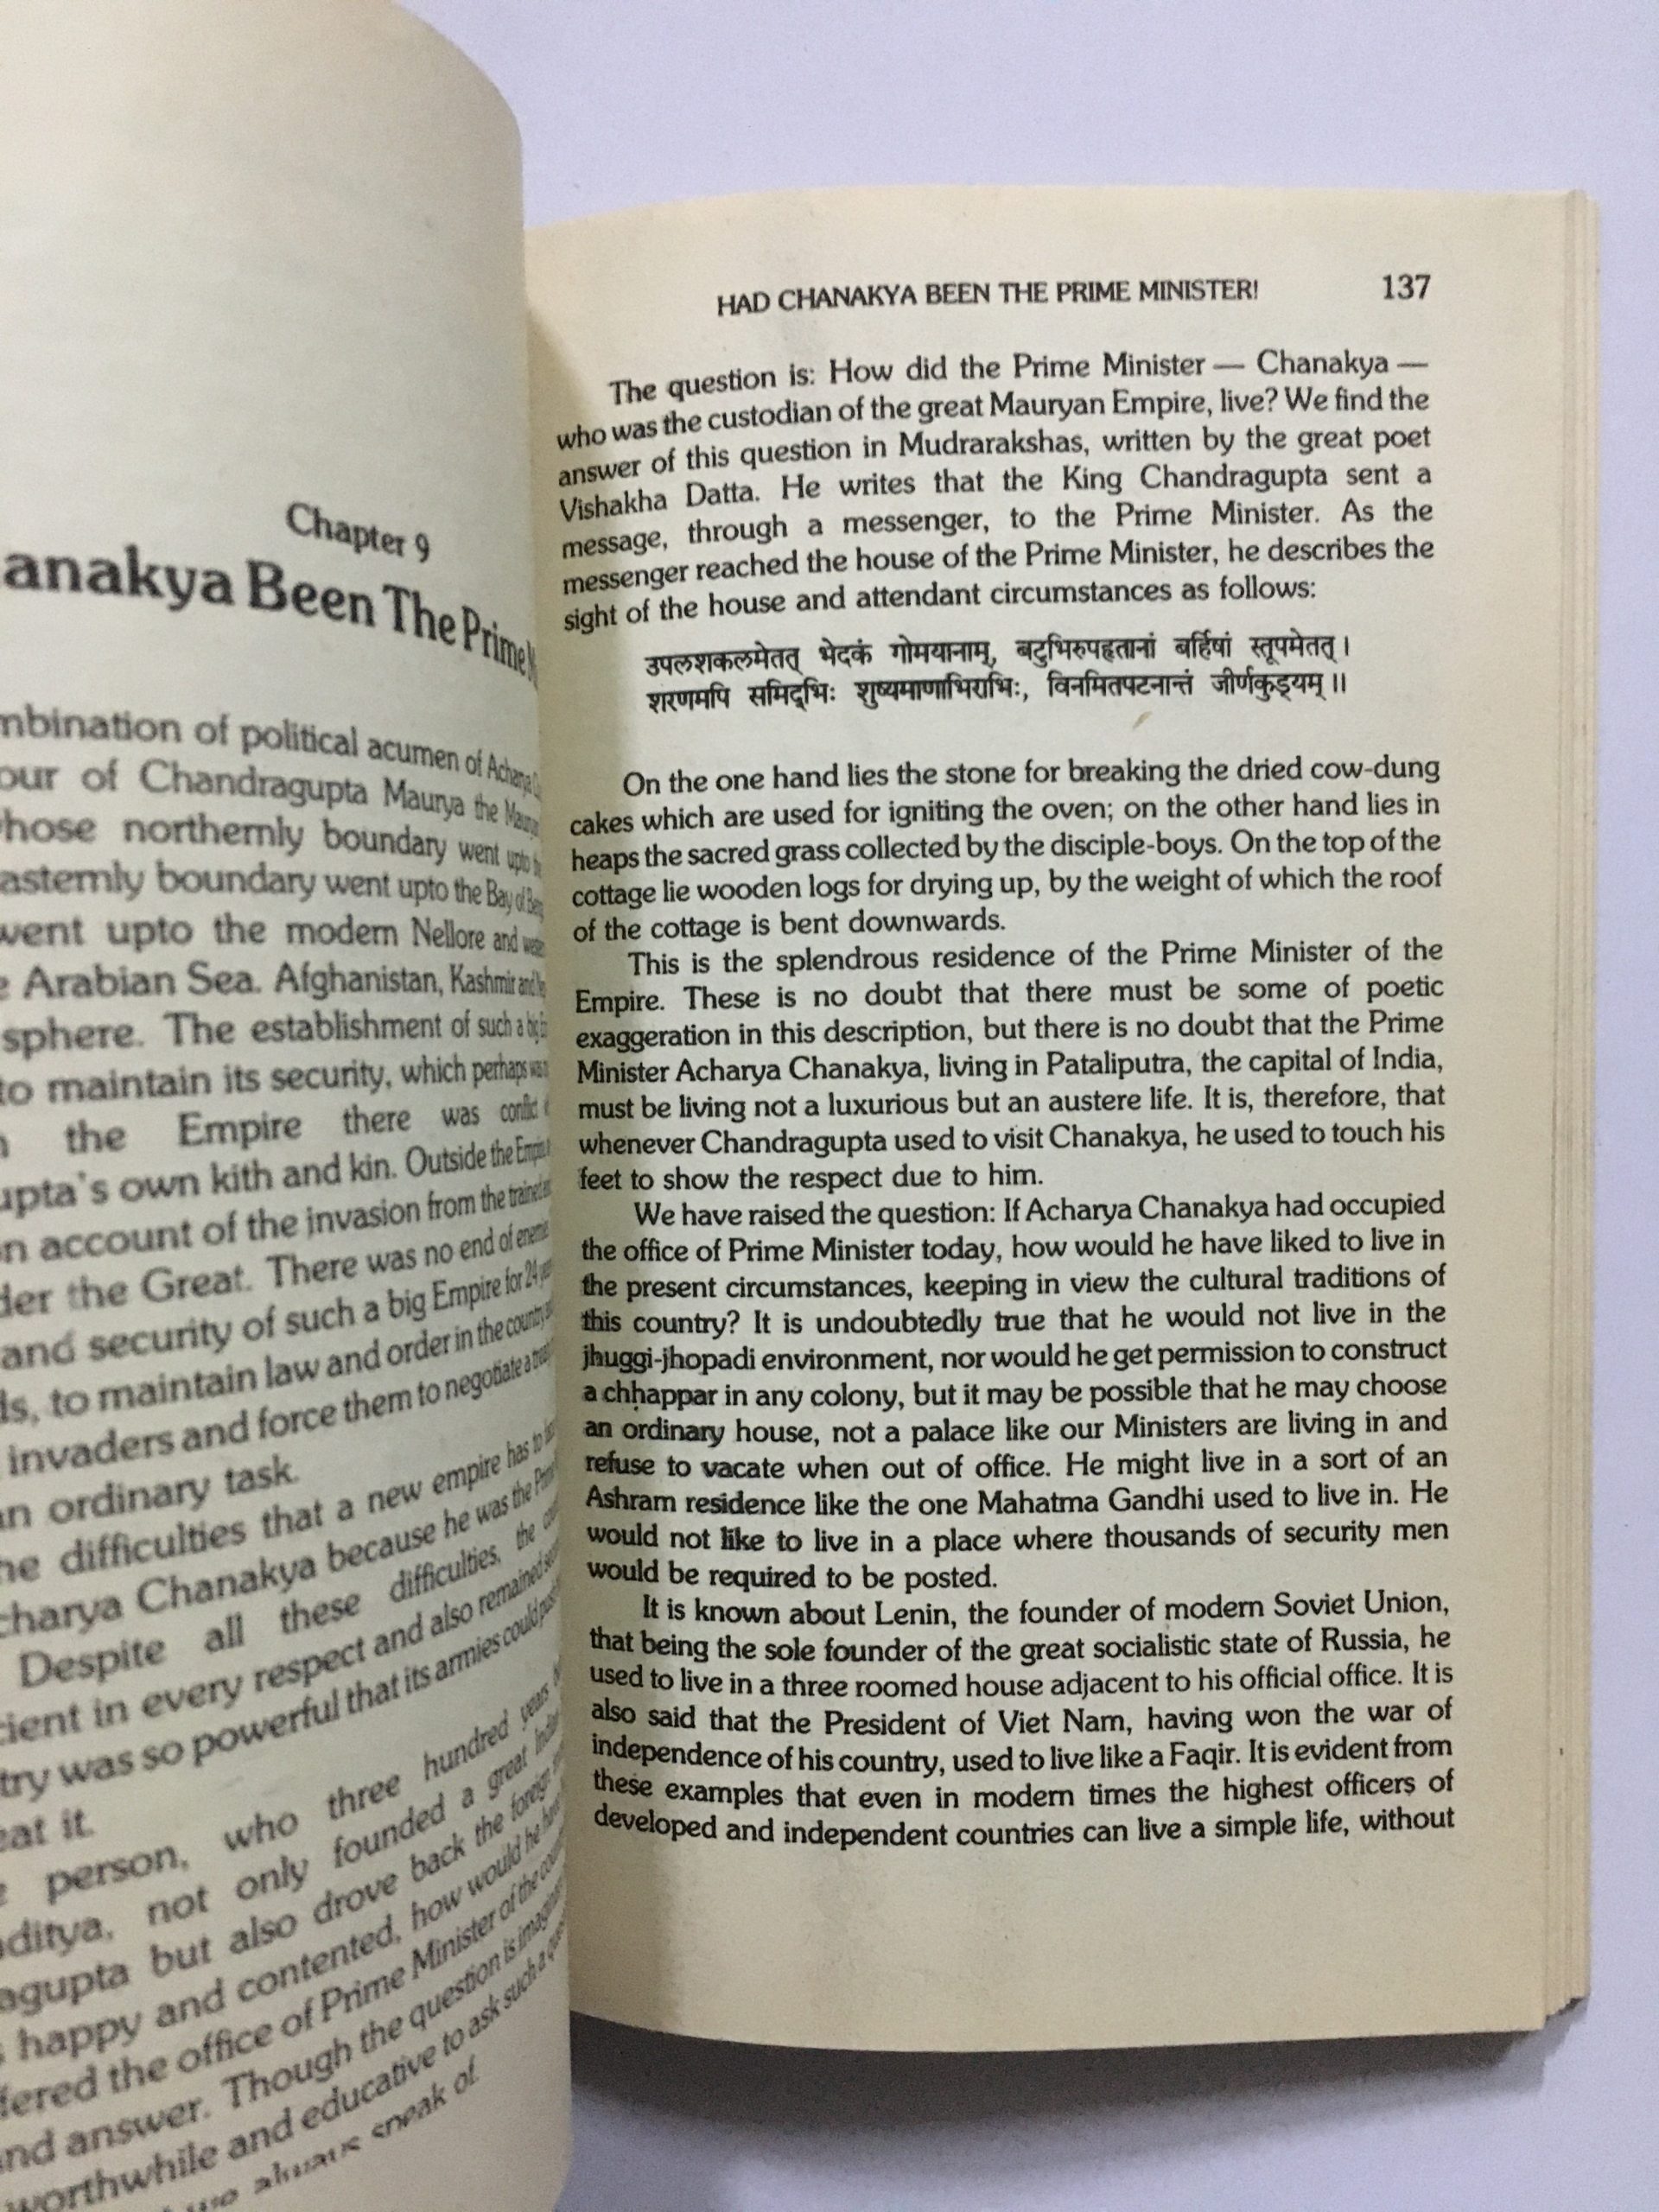 Chapter 9
anakya Been The Prime
mbination of political acumen of
our of Chandragupta Maurya the
hose northernly boundary went upto
asternly boundary went upto the Bay of
went upto the modern Nellore and
Arabian Sea. Afghanistan, Kashmir and
sphere. The establishment of such a big
to maintain its security, which perhaps was
the Empire there was conflict
upta's own kith and kin. Outside the Empire
n account of the invasion from the trained
der the Great. There was no end of
and security of such a big Empire for 24
ds, to maintain law and order in the country
invaders and force them to negotiate a
an ordinary task.
he difficulties that a new empire has to
charya Chanakya because he was the
Despite all these difficulties, the
cient in every respect and also remained
try was so powerful that its armies could
eat it.
person, who three hundred years
aditya, not only founded a great
agupta but also drove back the foreign
happy and contented, how would he have
fered the office of Prime Minister of the
nd answer. Though the question is
worthwhile and educative to ask such a
always speak of
HAD CHANAKYA BEEN THE PRIME MINISTER! 137
The question is: How did the Prime Minister — Chanakya —
who was the custodian of the great Mauryan Empire, live? We find the
answer of this question in Mudrarakshas, written by the great poet
Vishakha Datta. He writes that the King Chandragupta sent a
message, through a messenger, to the Prime Minister. As the
messenger reached the house of the Prime Minister, he describes the
sight of the house and attendant circumstances as follows:
उपलशकलमेतत् भेदकं गोमयानाम्, बटुभिरुपहृतानां बर्हिषां स्तूपमेतत्।
शरणमपि समिद्भिः शुष्यमाणाभिराभिः, विनमितपटनान्तं जीर्णकुड्यम्॥
On the one hand lies the stone for breaking the dried cow-dung
cakes which are used for igniting the oven; on the other hand lies in
heaps the sacred grass collected by the disciple-boys. On the top of the
cottage lie wooden logs for drying up, by the weight of which the roof
of the cottage is bent downwards.
This is the splendrous residence of the Prime Minister of the
Empire. These is no doubt that there must be some of poetic
exaggeration in this description, but there is no doubt that the Prime
Minister Acharya Chanakya, living in Pataliputra, the capital of India,
must be living not a luxurious but an austere life. It is, therefore, that
whenever Chandragupta used to visit Chanakya, he used to touch his
feet to show the respect due to him.
We have raised the question: If Acharya Chanakya had occupied
the office of Prime Minister today, how would he have liked to live in
the present circumstances, keeping in view the cultural traditions of
this country? It is undoubtedly true that he would not live in the
jhuggi-jhopadi environment, nor would he get permission to construct
a chhappar in any colony, but it may be possible that he may choose
an ordinary house, not a palace like our Ministers are living in and
refuse to vacate when out of office. He might live in a sort of an
Ashram residence like the one Mahatma Gandhi used to live in. He
would not like to live in a place where thousands of security men
would be required to be posted.
It is known about Lenin, the founder of modern Soviet Union,
that being the sole founder of the great socialistic state of Russia, he
used to live in a three roomed house adjacent to his official office. It is
also said that the President of Viet Nam, having won the war of
independence of his country, used to live like a Faqir. It is evident from
these examples that even in modern times the highest officers of
developed and independent countries can live a simple life, without